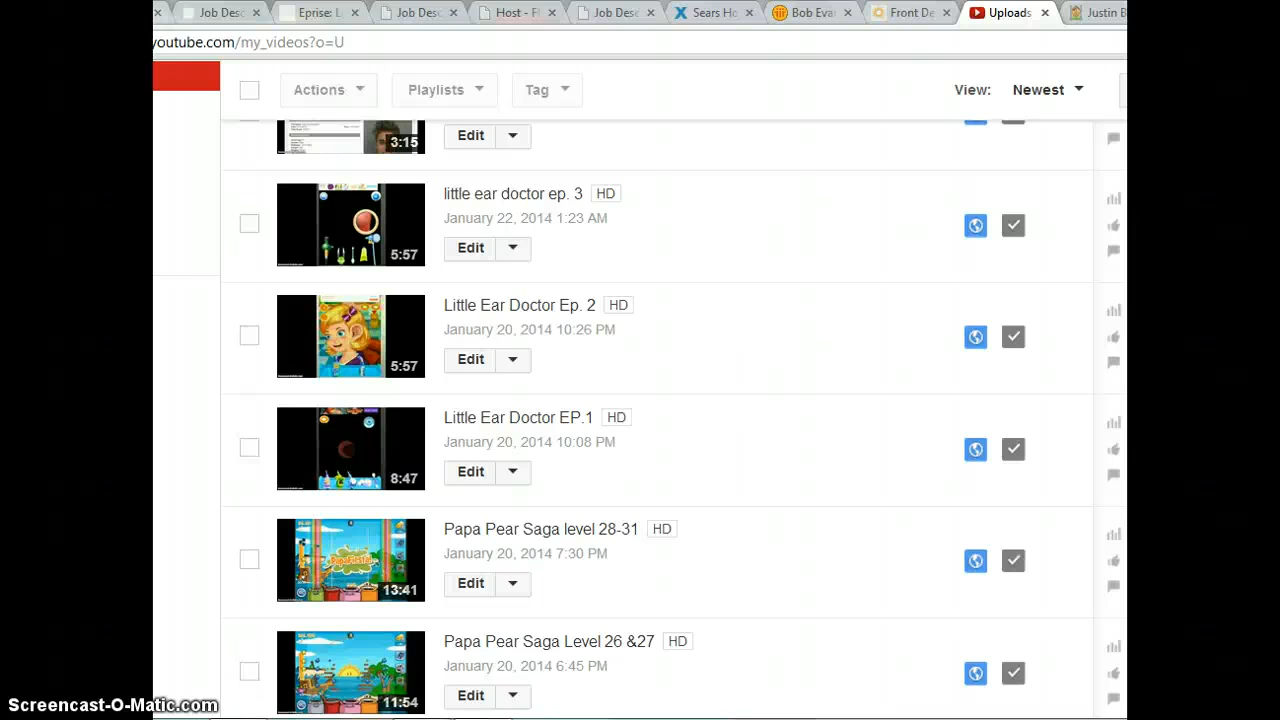 Job Desc
Eprise: L
Job Desc
Host - F
Job Desc
Sears Ho
Bob Evar
Front De
Uploads
Justin B
youtube.com/my_videos?o=U
Actions
Playlists
Tag
View:
Newest
3:15
Edit
little ear doctor ep. 3 HD
January 22, 2014 1:23 AM
Edit
5:57
Little Ear Doctor Ep. 2 HD
January 20, 2014 10:26 PM
Edit
5:57
Little Ear Doctor EP.1 HD
January 20, 2014 10:08 PM
Edit
8:47
Papa Pear Saga level 28-31 HD
January 20, 2014 7:30 PM
Edit
13:41
Papa Pear Saga Level 26 &27 HD
January 20, 2014 6:45 PM
Edit
11:54
Screencast-O-Matic.com